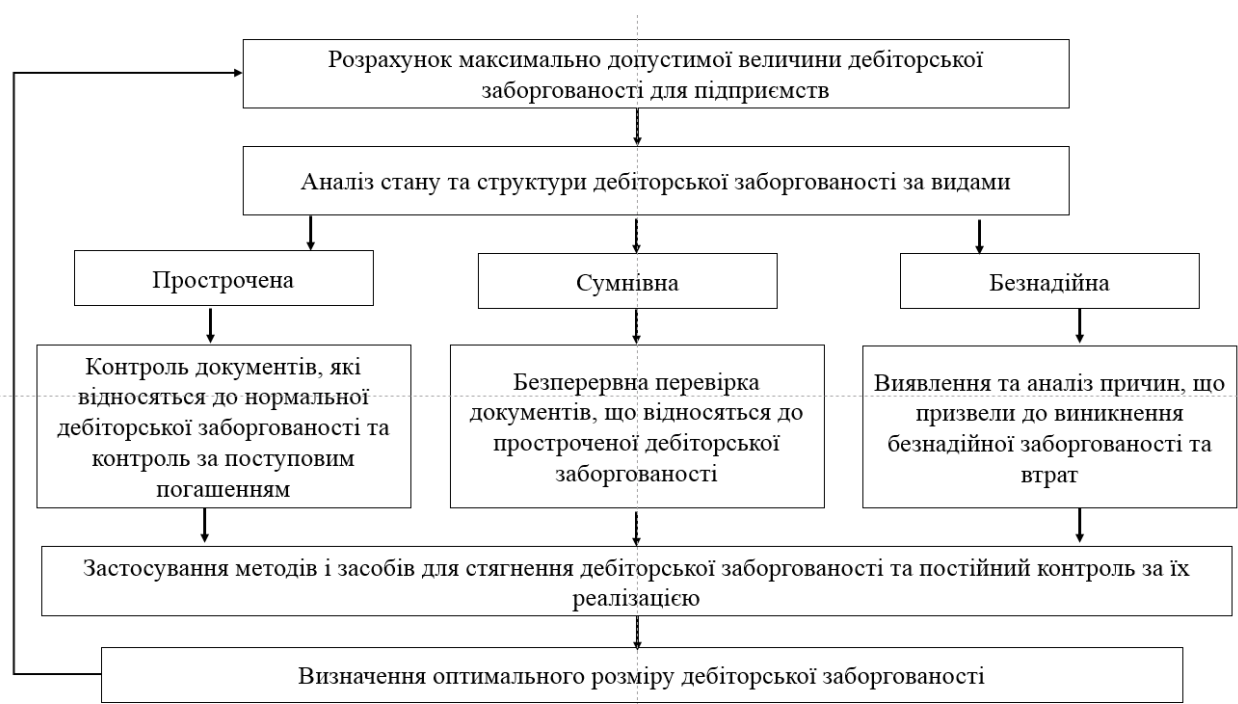 Розрахунок максимально допустимої величини дебіторської
заборгованості для підприємств
Аналіз стану та структури дебіторської заборгованості за видами
Прострочена
Сумнівна
Безнадійна
Контроль документів, які
відносяться до нормальної
дебіторської заборгованості та
контроль за поступовим
погашенням
Безперервна перевірка
документів, що відносяться до
простроченої дебіторської
заборгованості
Виявлення та аналіз причин, що
призвели до виникнення
безнадійної заборгованості та
втрат
Застосування методів і засобів для стягнення дебіторської заборгованості та постійний контроль за їх
реалізацією
Визначення оптимального розміру дебіторської заборгованості